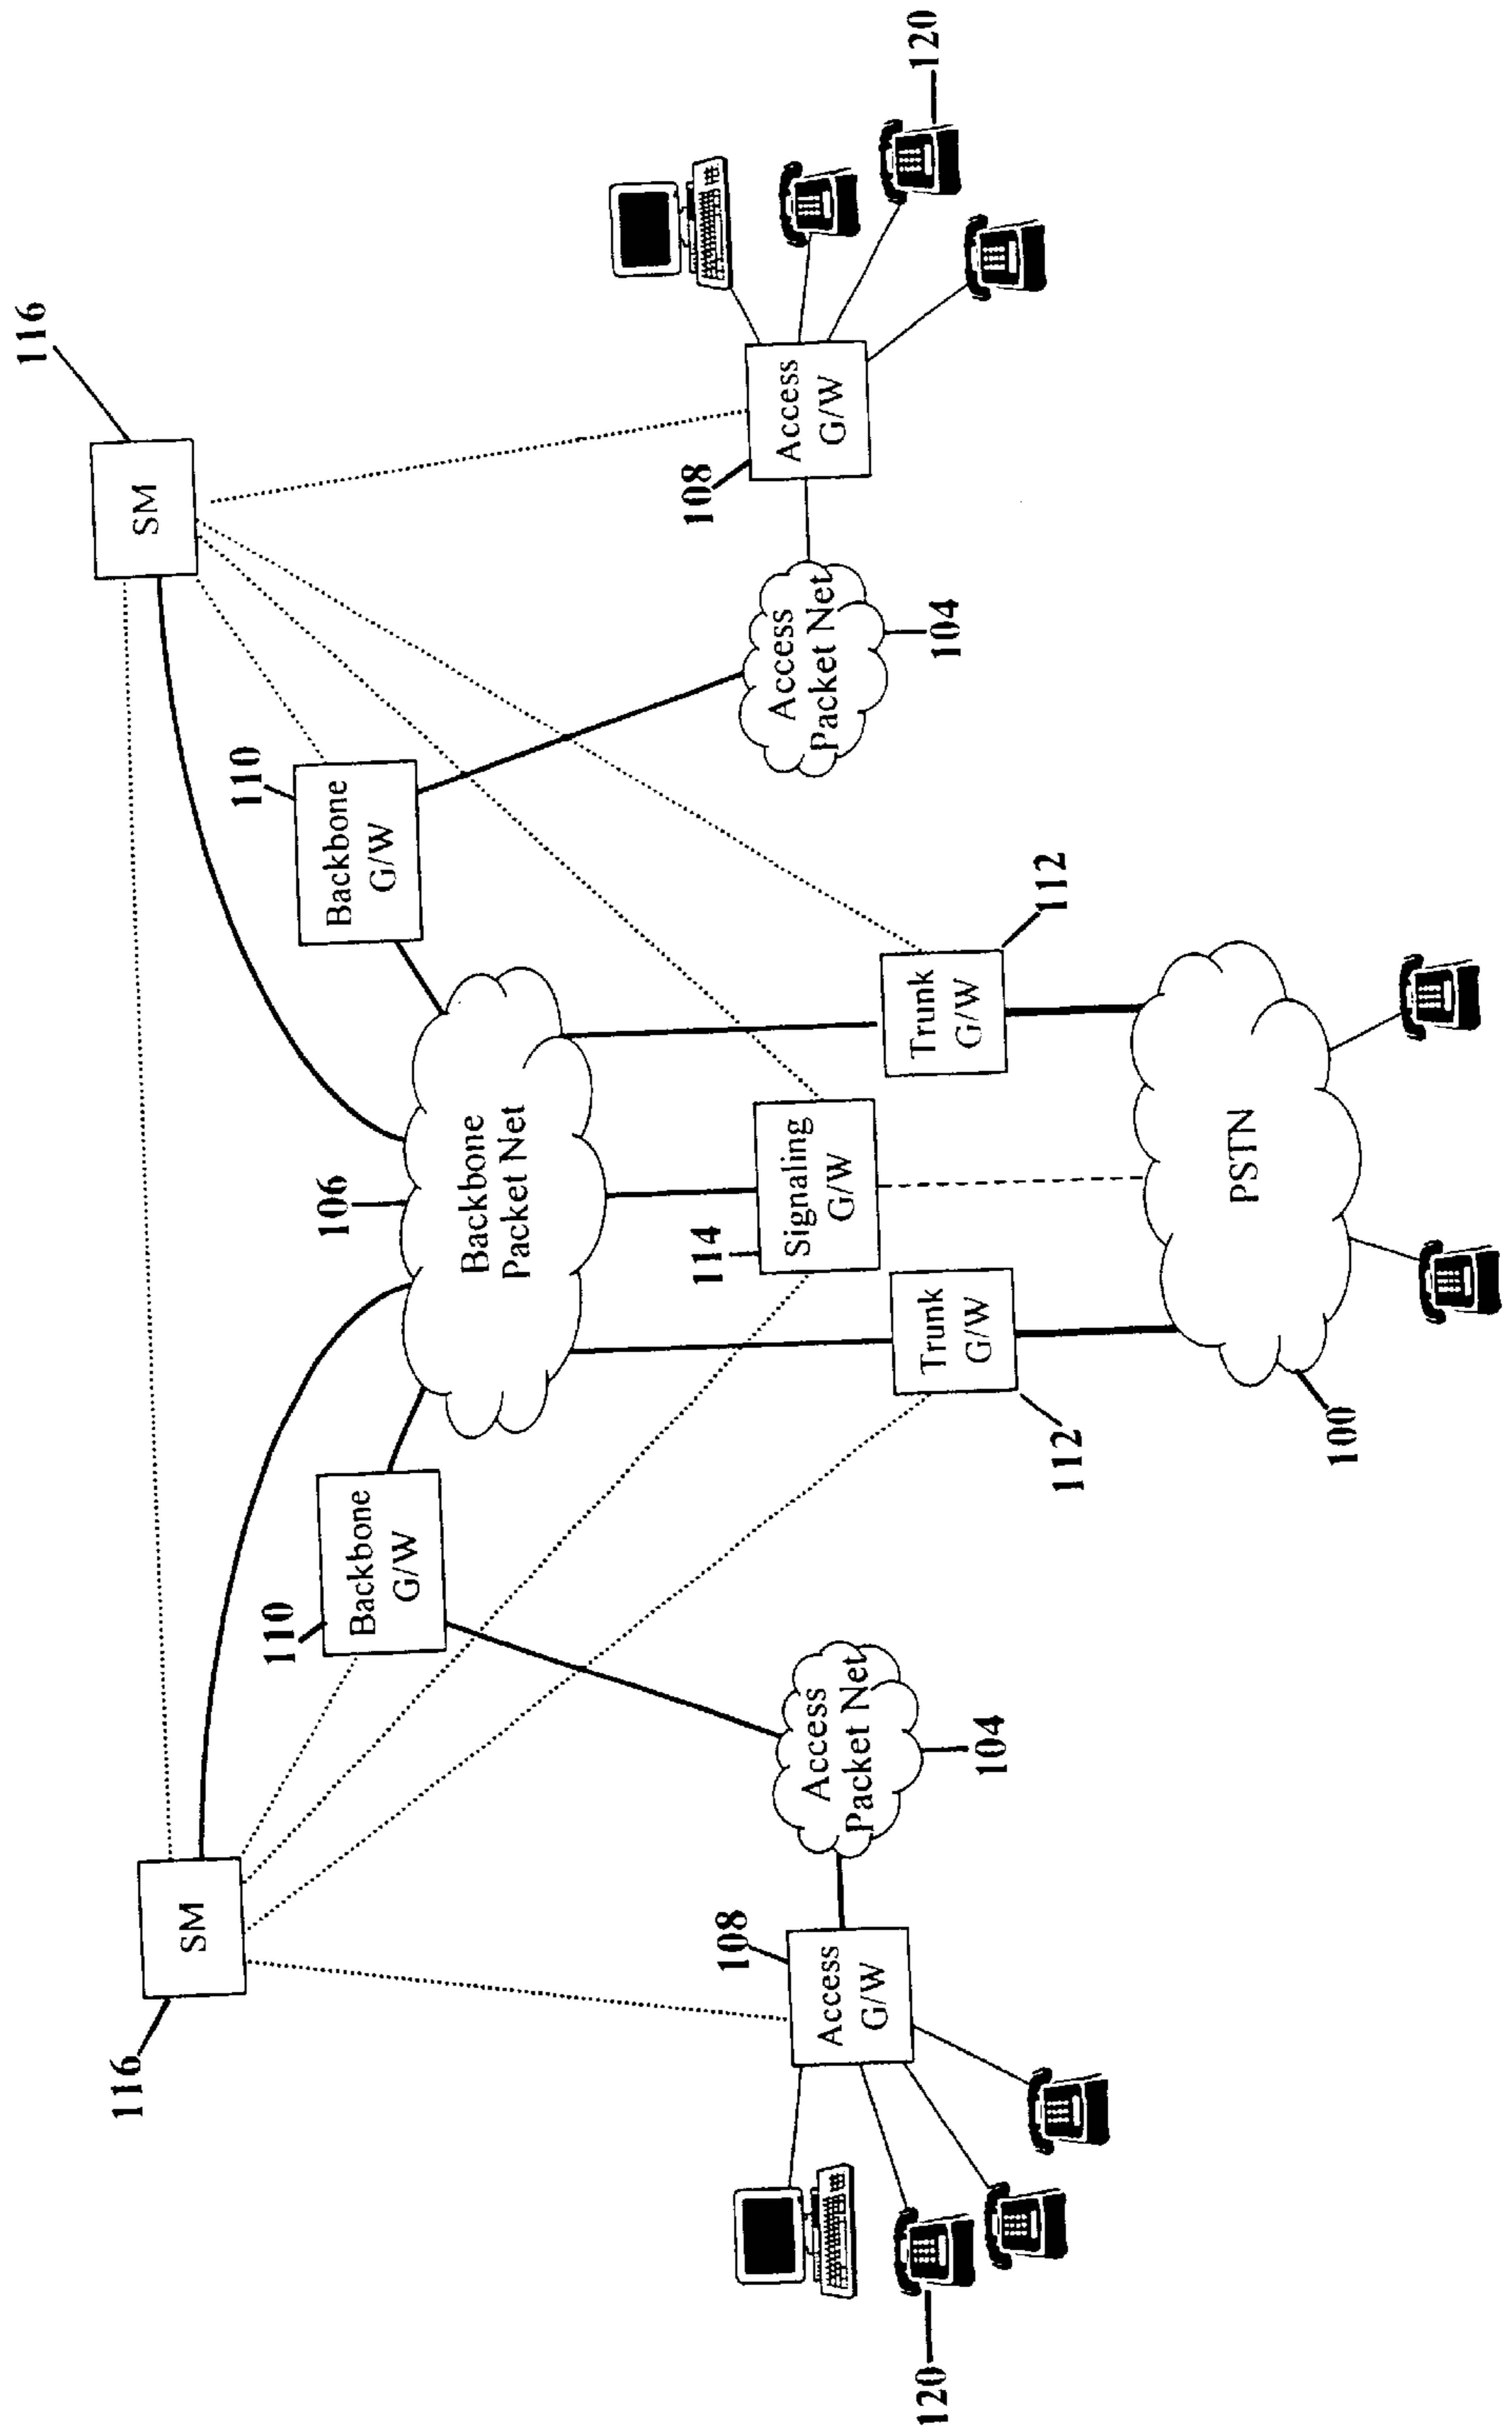 116
SM
116
SM
110
Backbone
G/W
110
Backbone
G/W
106
Backbone
Packet Net
108
Access
G/W
104
Access
Packet Net
114
Signaling
G/W
Trunk
G/W
112
Trunk
G/W
112
104
Access
Packet Net
108
Access
G/W
120
120
PSTN
100